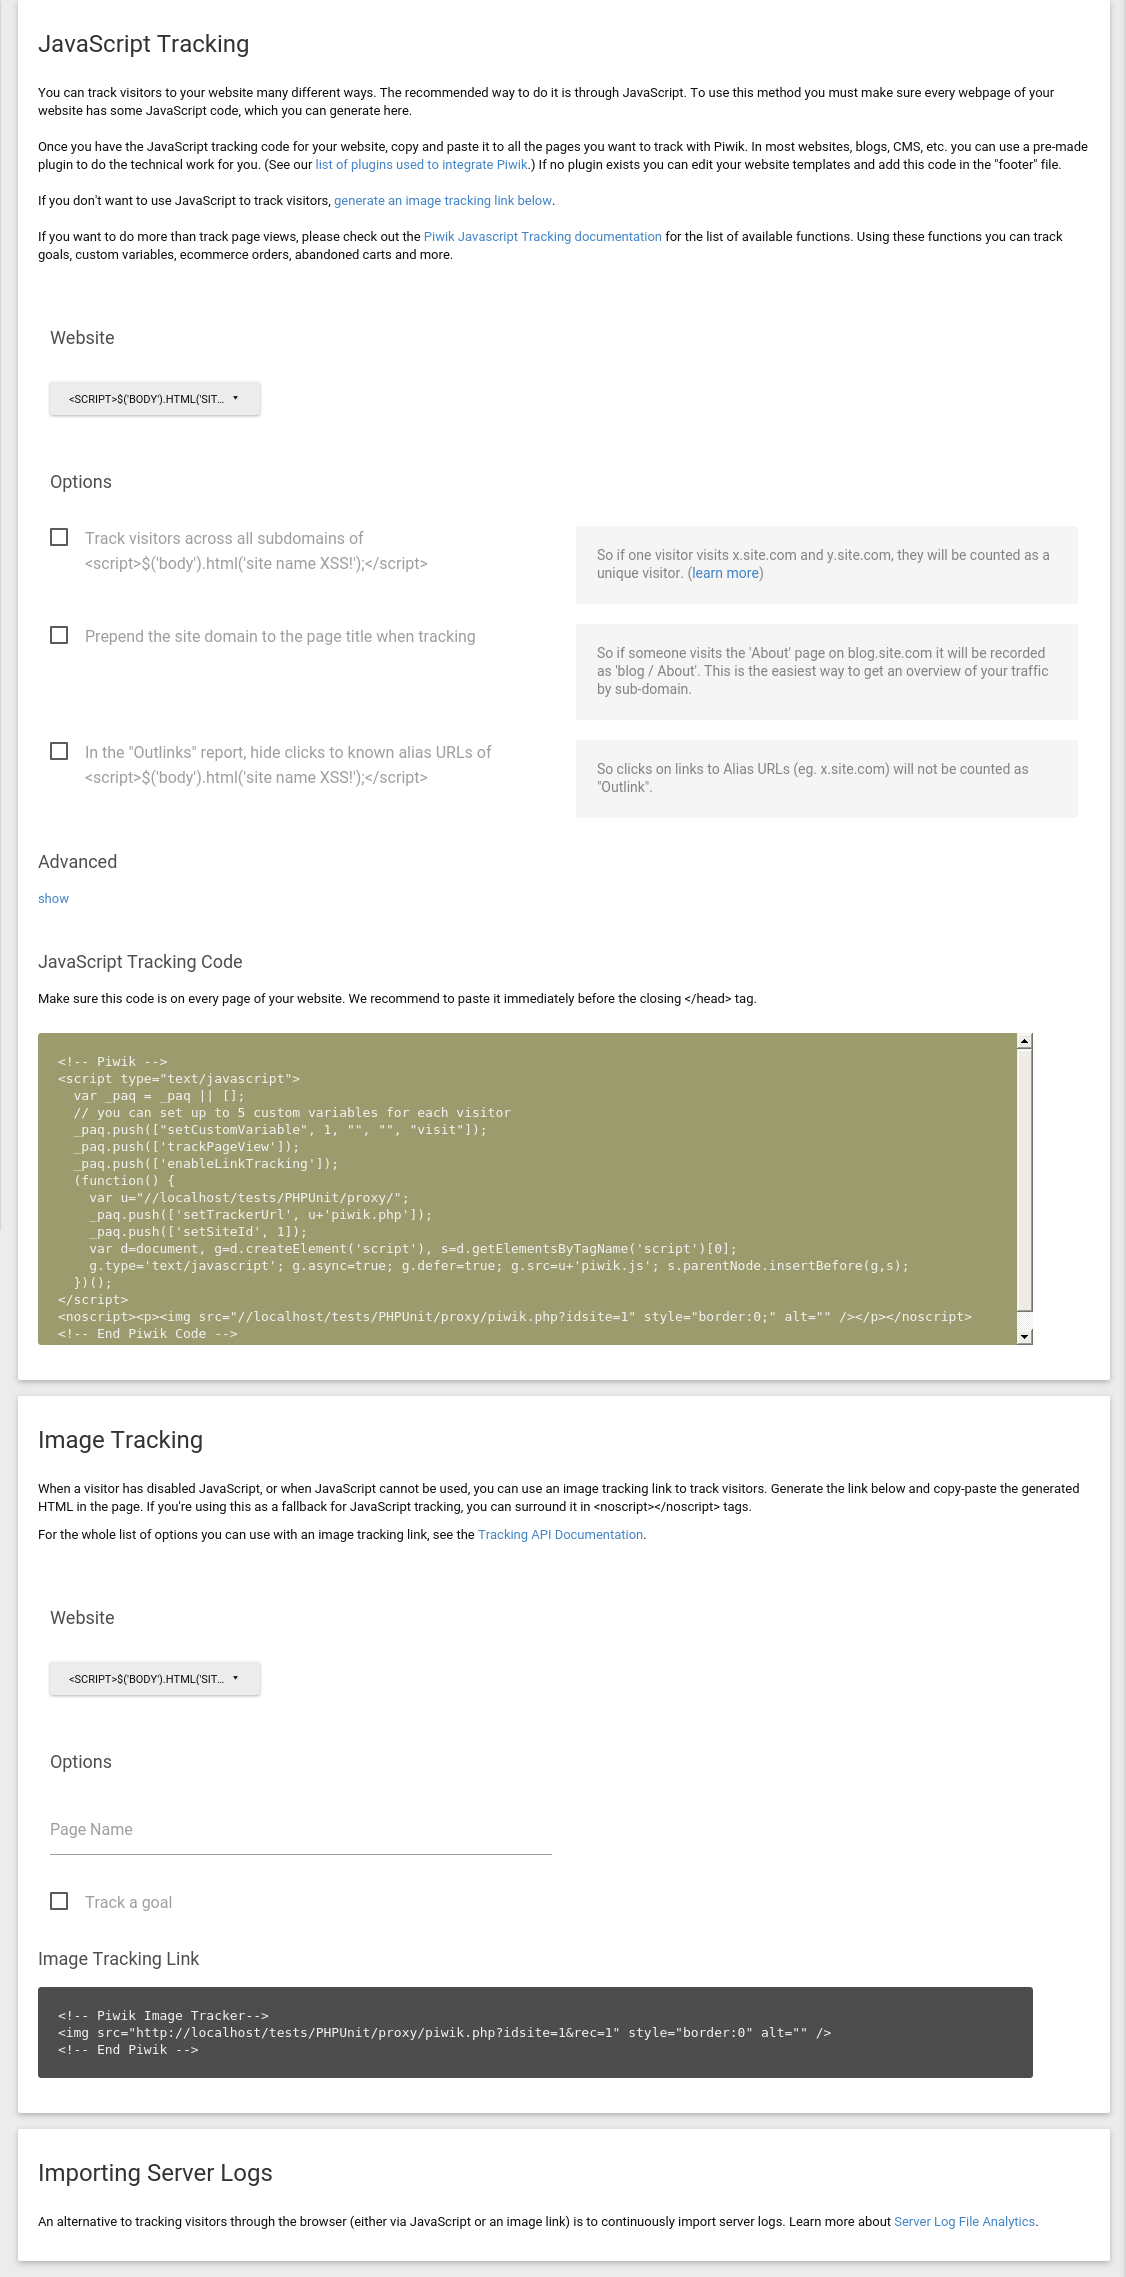 JavaScript Tracking
You can track visitors to your website many different ways. The recommended way to do it is through JavaScript. To use this method you must make sure every webpage of your
website has some JavaScript code, which you can generate here.
Once you have the JavaScript tracking code for your website, copy and paste it to all the pages you want to track with Piwik. In most websites, blogs, CMS, etc. you can use a pre-made
plugin to do the technical work for you. (See our list of plugins used to integrate Piwik.) If no plugin exists you can edit your website templates and add this code in the "footer" file.
If you don't want to use JavaScript to track visitors, generate an image tracking link below.
If you want to do more than track page views, please check out the Piwik Javascript Tracking documentation for the list of available functions. Using these functions you can track
goals, custom variables, ecommerce orders, abandoned carts and more.
Website
<SCRIPT>$('BODY').HTML('SIT...
Options
Track visitors across all subdomains of
<script>$('body').html('site name XSS!');</script>
So if one visitor visits x.site.com and y.site.com, they will be counted as a
unique visitor. (learn more)
Prepend the site domain to the page title when tracking
So if someone visits the 'About' page on blog.site.com it will be recorded
as 'blog / About'. This is the easiest way to get an overview of your traffic
by sub-domain.
In the "Outlinks" report, hide clicks to known alias URLs of
<script>$('body').html('site name XSS!');</script>
So clicks on links to Alias URLs (eg. x.site.com) will not be counted as
"Outlink".
Advanced
show
JavaScript Tracking Code
Make sure this code is on every page of your website. We recommend to paste it immediately before the closing </head> tag.
<!-- Piwik -->
<script type="text/javascript">
  var _paq = _paq || [];
  // you can set up to 5 custom variables for each visitor
  _paq.push(["setCustomVariable", 1, "", "", "visit"]);
  _paq.push(['trackPageView']);
  _paq.push(['enableLinkTracking']);
  (function() {
    var u="//localhost/tests/PHPUnit/proxy/";
    _paq.push(['setTrackerUrl', u+'piwik.php']);
    _paq.push(['setSiteId', 1]);
    var d=document, g=d.createElement('script'), s=d.getElementsByTagName('script')[0];
    g.type='text/javascript'; g.async=true; g.defer=true; g.src=u+'piwik.js'; s.parentNode.insertBefore(g,s);
  })();
</script>
<noscript><p><img src="//localhost/tests/PHPUnit/proxy/piwik.php?idsite=1" style="border:0;" alt="" /></p></noscript>
<!-- End Piwik Code -->
Image Tracking
When a visitor has disabled JavaScript, or when JavaScript cannot be used, you can use an image tracking link to track visitors. Generate the link below and copy-paste the generated
HTML in the page. If you're using this as a fallback for JavaScript tracking, you can surround it in <noscript></noscript> tags.
For the whole list of options you can use with an image tracking link, see the Tracking API Documentation.
Website
<SCRIPT>$('BODY').HTML('SIT...
Options
Page Name
Track a goal
Image Tracking Link
<!-- Piwik Image Tracker-->
<img src="http://localhost/tests/PHPUnit/proxy/piwik.php?idsite=1&rec=1" style="border:0" alt="" />
<!-- End Piwik -->
Importing Server Logs
An alternative to tracking visitors through the browser (either via JavaScript or an image link) is to continuously import server logs. Learn more about Server Log File Analytics.